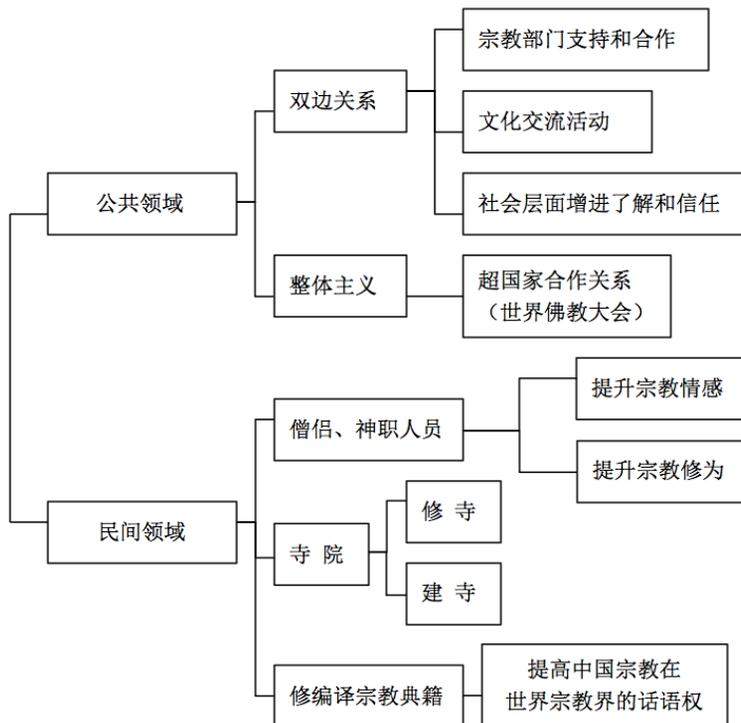 宗教部门支持和合作
双边关系
文化交流活动
公共领域
社会层面增进了解和信任
整体主义
超国家合作关系
（世界佛教大会）
提升宗教情感
僧侣、神职人员
提升宗教修为
修 寺
民间领域
寺 院
建 寺
修编译宗教典籍
提高中国宗教在
世界宗教界的话语权